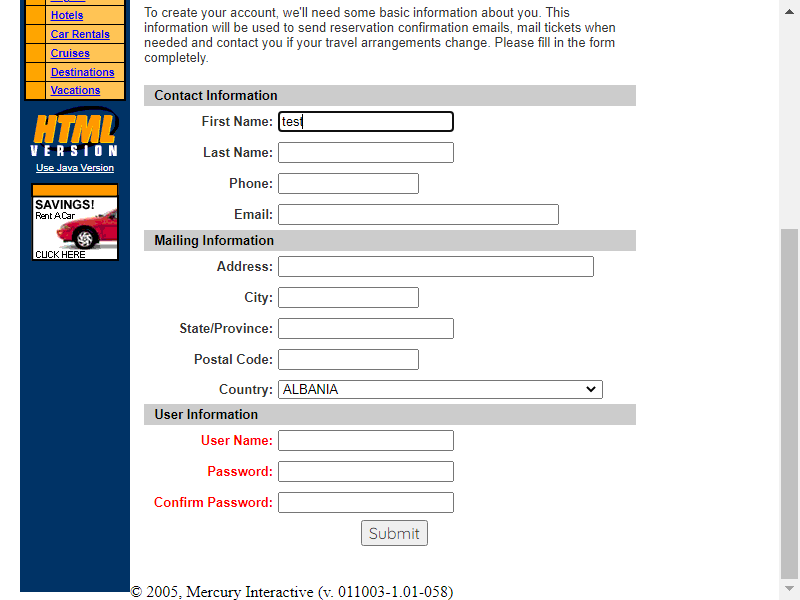 Hotels
Car Rentals
Cruises
Destinations
Vacations
HTML
VERSION
Use Java Version
SAVINGS!
Rent A Car
CLICK HERE
To create your account, we'll need some basic information about you. This
information will be used to send reservation confirmation emails, mail tickets when
needed and contact you if your travel arrangements change. Please fill in the form
completely.
Contact Information
First Name: test
Last Name:
Phone:
Email:
Mailing Information
Address:
City:
State/Province:
Postal Code:
Country: ALBANIA
User Information
User Name:
Password:
Confirm Password:
Submit
© 2005, Mercury Interactive (v. 011003-1.01-058)